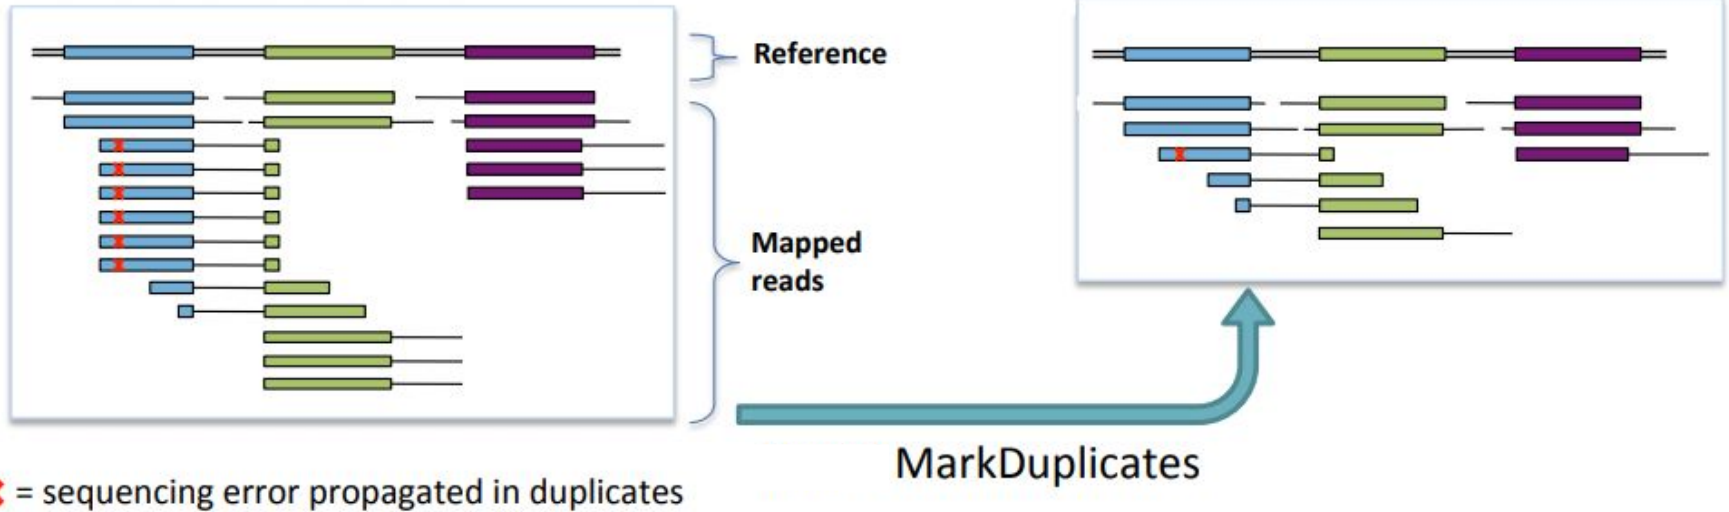 Reference
Mapped
reads
MarkDuplicates
= sequencing error propagated in duplicates